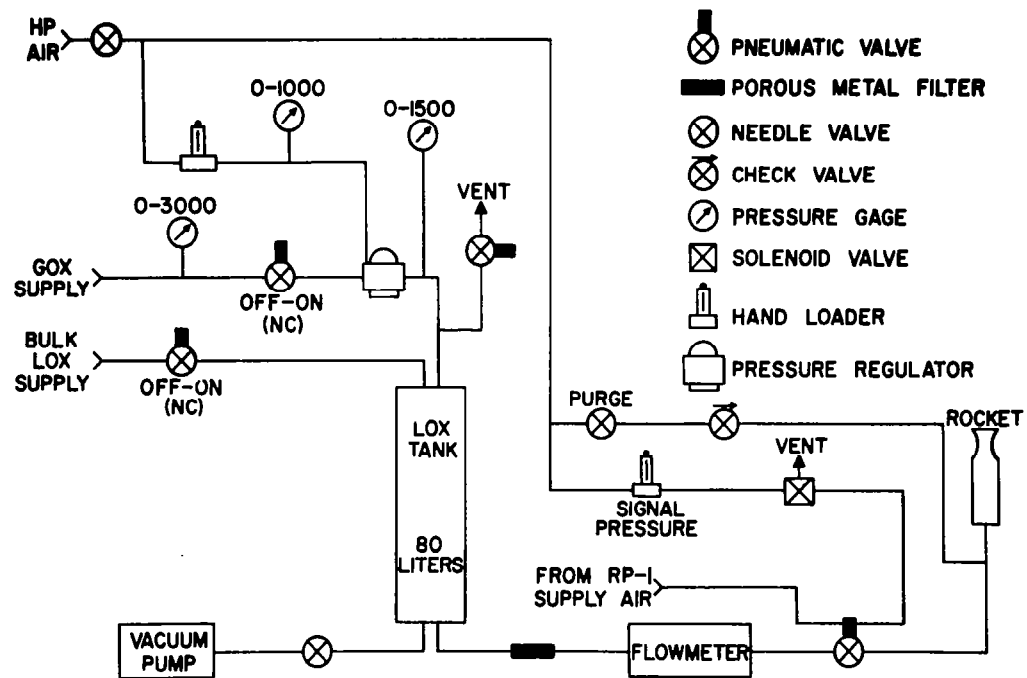 HP
AIR
0-1000
0-1500
0-3000
VENT
GOX
SUPPLY
OFF-ON
(NC)
BULK
LOX
SUPPLY
OFF-ON
(NC)
LOX
TANK
80
LITERS
VACUUM
PUMP
FLOWMETER
FROM RP-1
SUPPLY AIR
SIGNAL
PRESSURE
PURGE
VENT
ROCKET
PNEUMATIC VALVE
POROUS METAL FILTER
NEEDLE VALVE
CHECK VALVE
PRESSURE GAGE
SOLENOID VALVE
HAND LOADER
PRESSURE REGULATOR